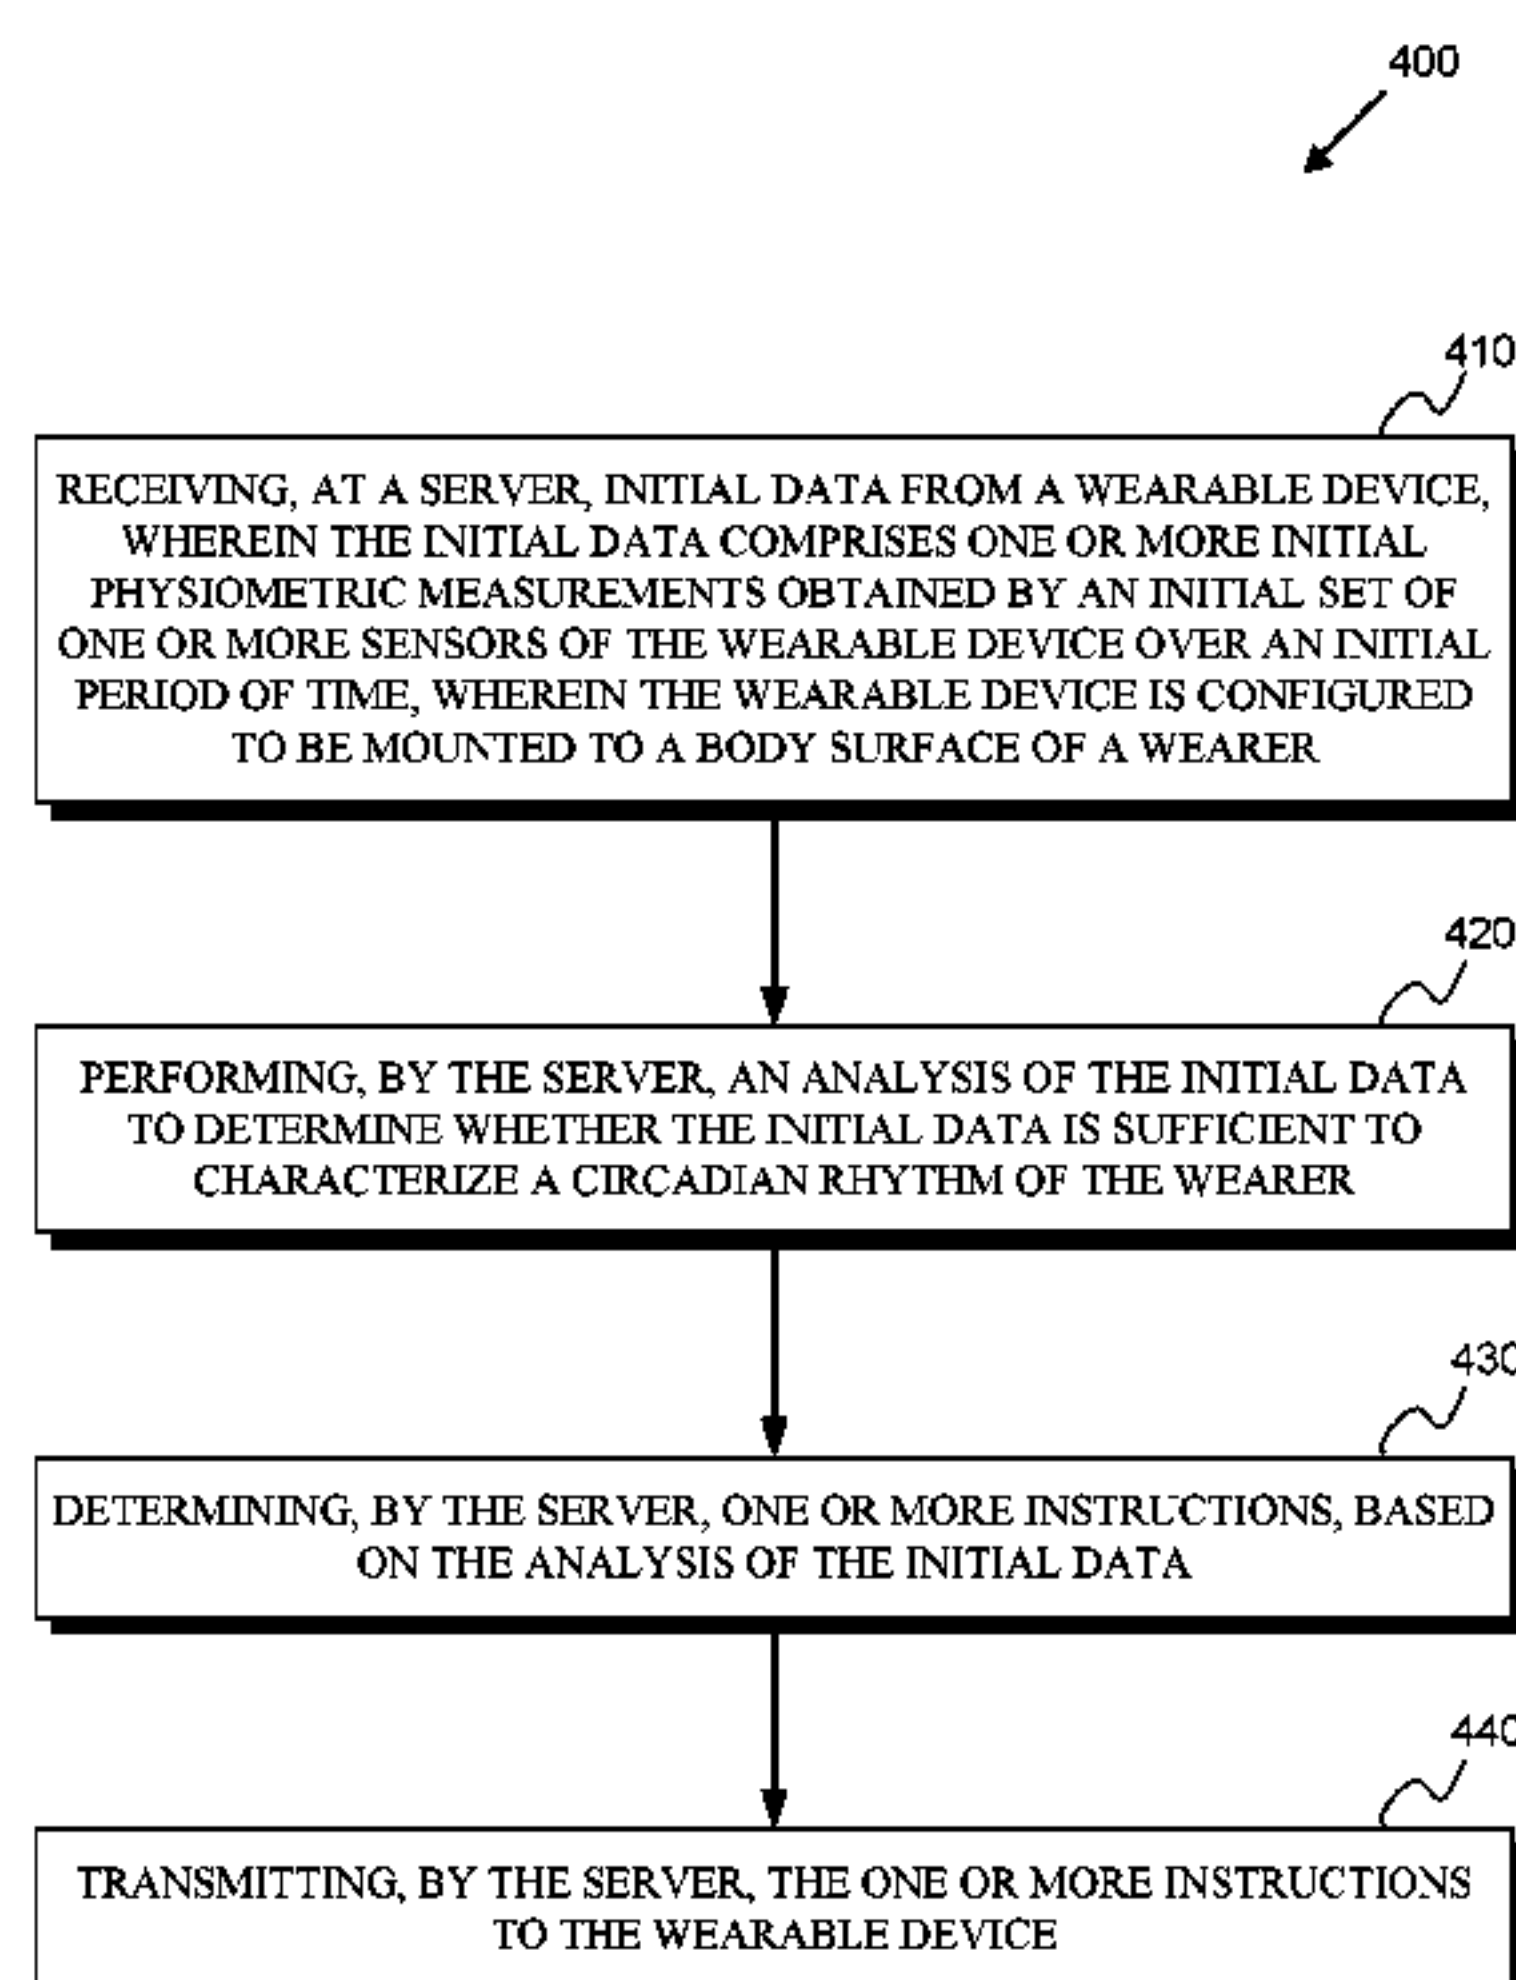 400
410
RECEIVING, AT A SERVER, INITIAL DATA FROM A WEARABLE DEVICE,
WHEREIN THE INITIAL DATA COMPRISES ONE OR MORE INITIAL
PHYSIOMETRIC MEASUREMENTS OBTAINED BY AN INITIAL SET OF
ONE OR MORE SENSORS OF THE WEARABLE DEVICE OVER AN INITIAL
PERIOD OF TIME, WHEREIN THE WEARABLE DEVICE IS CONFIGURED
TO BE MOUNTED TO A BODY SURFACE OF A WEARER
420
PERFORMING, BY THE SERVER, AN ANALYSIS OF THE INITIAL DATA
TO DETERMINE WHETHER THE INITIAL DATA IS SUFFICIENT TO
CHARACTERIZE A CIRCADIAN RHYTHM OF THE WEARER
430
DETERMINING, BY THE SERVER, ONE OR MORE INSTRUCTIONS, BASED
ON THE ANALYSIS OF THE INITIAL DATA
440
TRANSMITTING, BY THE SERVER, THE ONE OR MORE INSTRUCTIONS
TO THE WEARABLE DEVICE